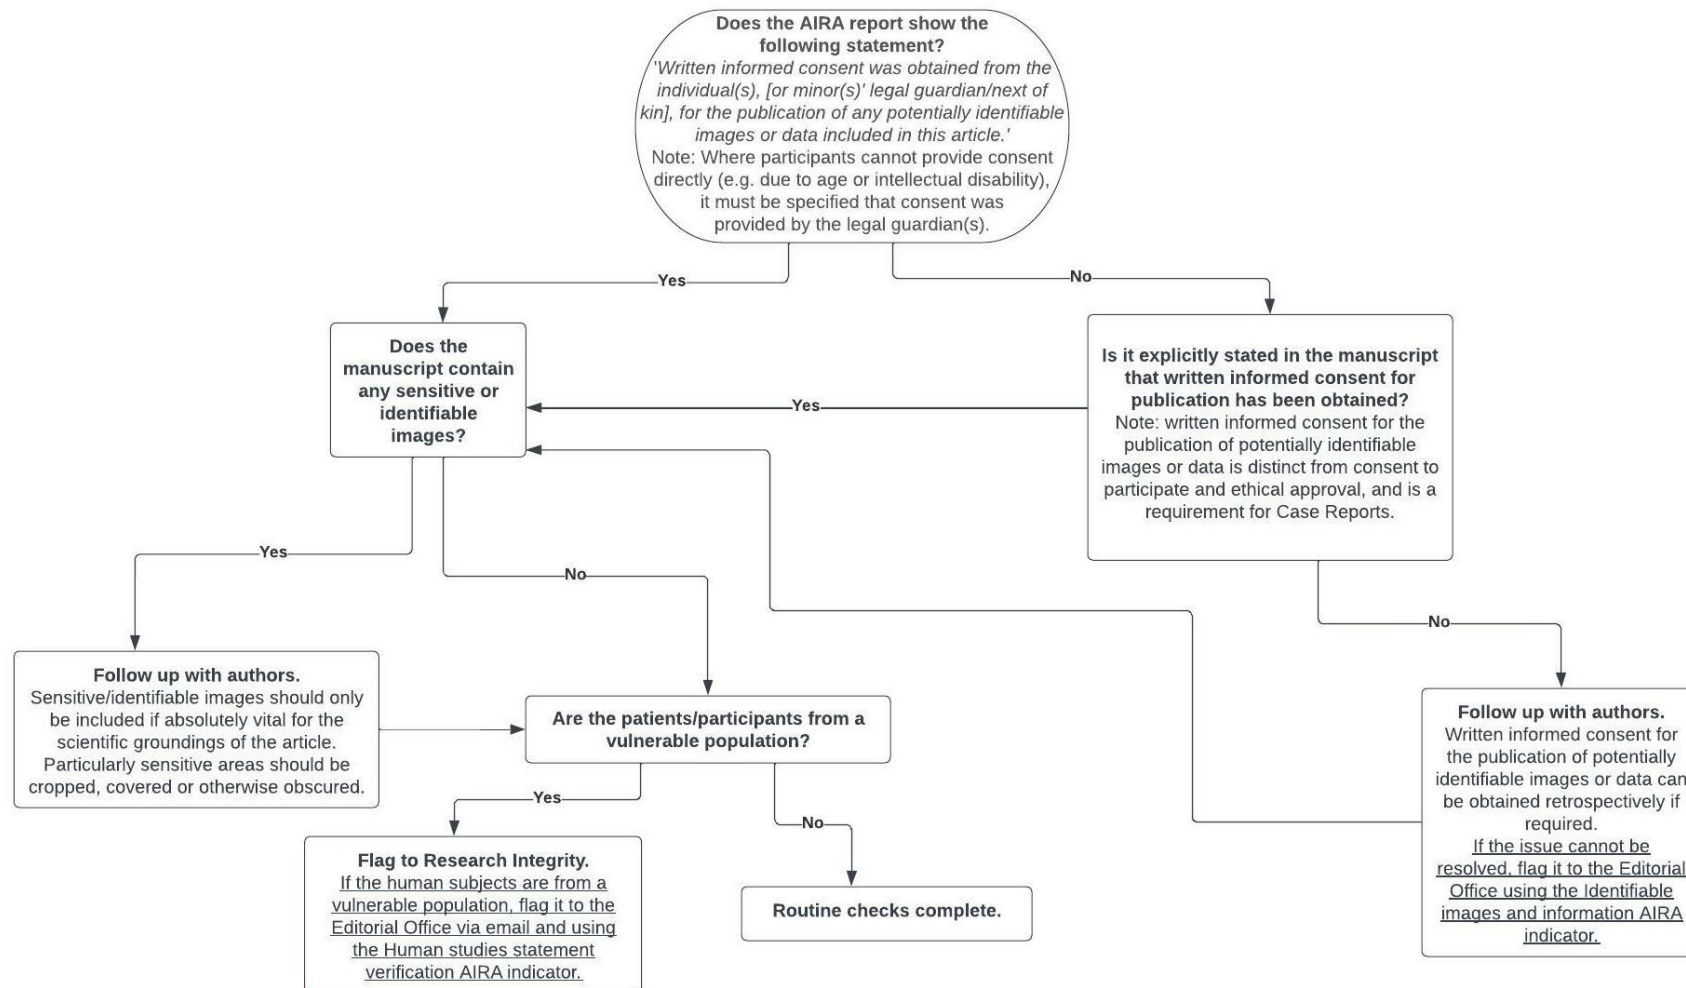 Does the AIRA report show the
following statement?
'Written informed consent was obtained from the
individual(s), [or minor(s)' legal guardian/next of
kin], for the publication of any potentially identifiable
images or data included in this article.'
Note: Where participants cannot provide consent
directly (e.g. due to age or intellectual disability),
it must be specified that consent was
provided by the legal guardian(s).
Yes
No
Does the
manuscript contain
any sensitive or
identifiable
images?
Yes
Is it explicitly stated in the manuscript
that written informed consent for
publication has been obtained?
Note: written informed consent for the
publication of potentially identifiable
images or data is distinct from consent to
participate and ethical approval, and is a
requirement for Case Reports.
Yes
No
No
Follow up with authors.
Sensitive/identifiable images should only
be included if absolutely vital for the
scientific groundings of the article.
Particularly sensitive areas should be
cropped, covered or otherwise obscured.
Are the patients/participants from a
vulnerable population?
Follow up with authors.
Written informed consent for
the publication of potentially
identifiable images or data can
be obtained retrospectively if
required.
If the issue cannot be
resolved, flag it to the Editorial
Office using the Identifiable
images and information AIRA
indicator.
Yes
No
Flag to Research Integrity.
If the human subjects are from a
vulnerable population, flag it to the
Editorial Office via email and using
the Human studies statement
verification AIRA indicator.
Routine checks complete.